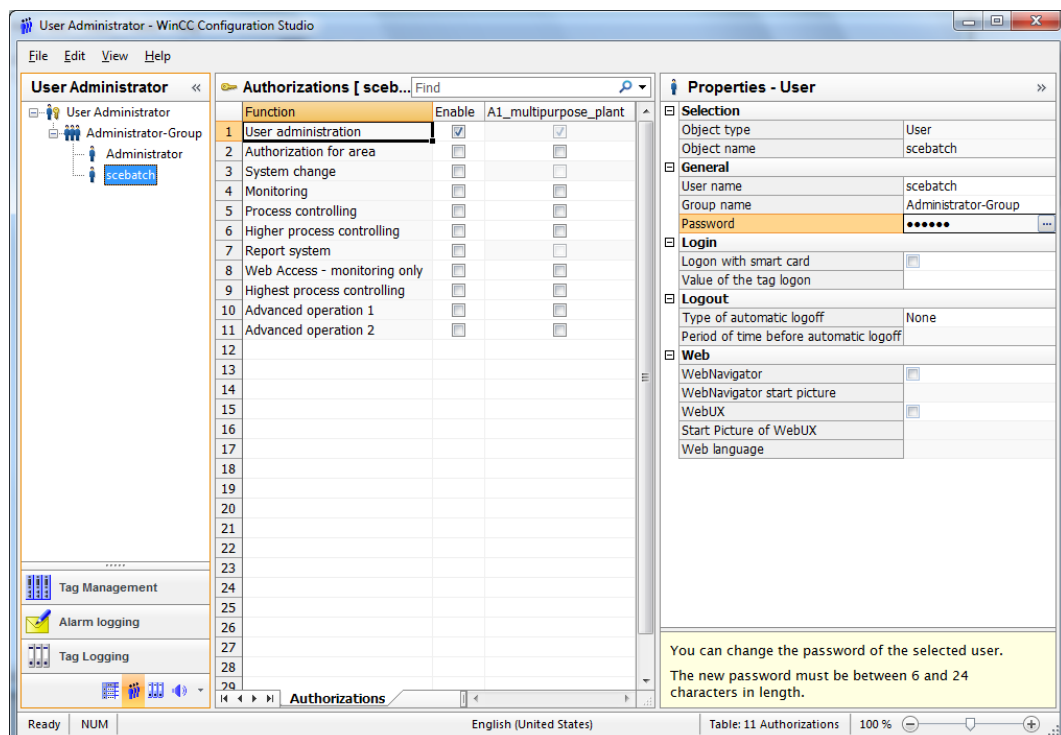 User Administrator - WinCC Configuration Studio
File Edit View Help
User Administrator «
User Administrator
Administrator-Group
Administrator
scebatch
Tag Management
Alarm logging
Tag Logging
Authorizations [ sceb... Find
Function Enable A1_multipurpose_plant
1 User administration
2 Authorization for area
3 System change
4 Monitoring
5 Process controlling
6 Higher process controlling
7 Report system
8 Web Access - monitoring only
9 Highest process controlling
10 Advanced operation 1
11 Advanced operation 2
12
13
14
15
16
17
18
19
20
21
22
23
24
25
26
27
28
29
Authorizations
Properties - User »
Selection
Object type User
Object name scebatch
General
User name scebatch
Group name Administrator-Group
Password ●●●●●● ...
Login
Logon with smart card
Value of the tag logon
Logout
Type of automatic logoff None
Period of time before automatic logoff
Web
WebNavigator
WebNavigator start picture
WebUX
Start Picture of WebUX
Web language
You can change the password of the selected user.
The new password must be between 6 and 24
characters in length.
Ready NUM English (United States) Table: 11 Authorizations 100 %